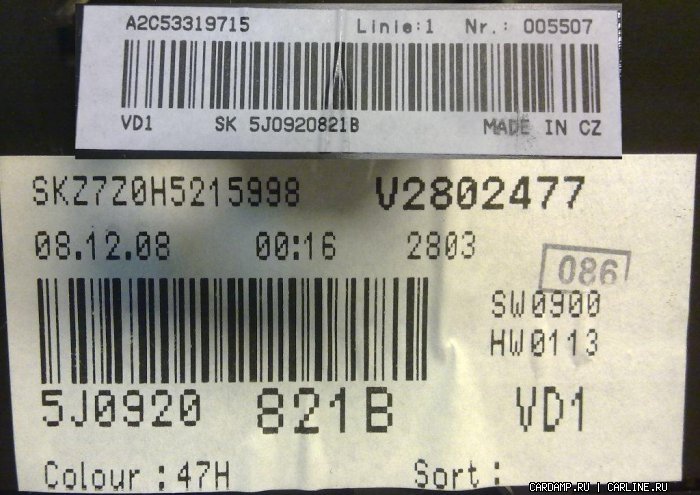 A2C53319715 Linie:1 Nr.: 005507
VD1 SK 5J0920821B MADE IN CZ
SKZ7Z0H5215998 V2802477
08.12.08 00:16 2803
086
SW0900
HW0113
5J0920 821B VD1
Colour :47H Sort :
CARDAMP.RU | CARLINE.RU